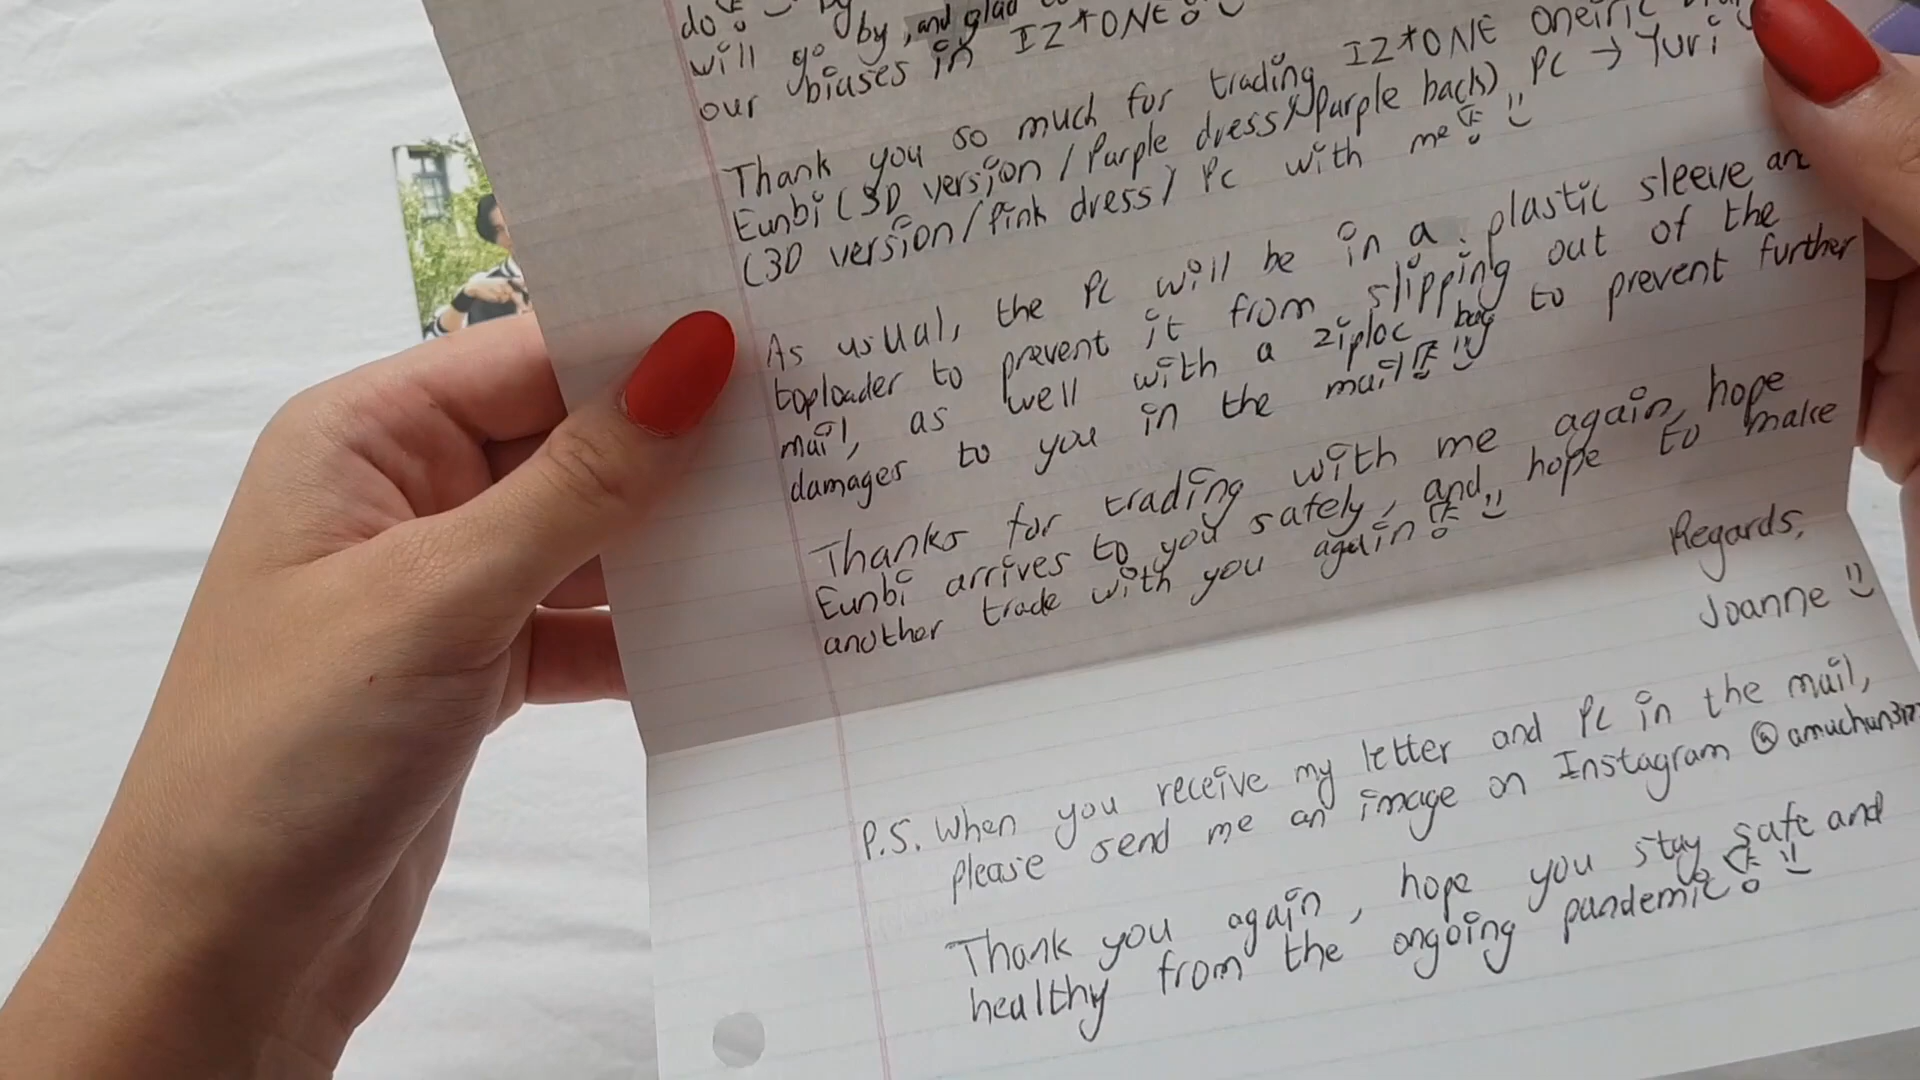 do
will go by, and glad
our biases in IZ*ONE :)
Thank you so much for trading IZ*ONE oneiric
Eunbi (3D version / Purple dress / Purple back) PC → Yuri
(3D version / Pink dress) PC with me! :)
As usual, the PC will be in a plastic sleeve an
toploader to prevent it from slipping out of the
mail, as well with a ziploc bag to prevent further
damages to you in the mail! :)
Thanks for trading with me again, hope
Eunbi arrives to you safely, and hope to make
another trade with you again! :)
Regards,
Joanne :)
P.S. When you receive my letter and PC in the mail,
please send me an image on Instagram
Thank you again, hope you stay safe and
healthy from the ongoing pandemic! :)